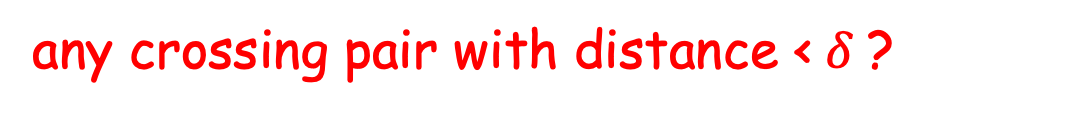 any crossing pair with distance < δ ?